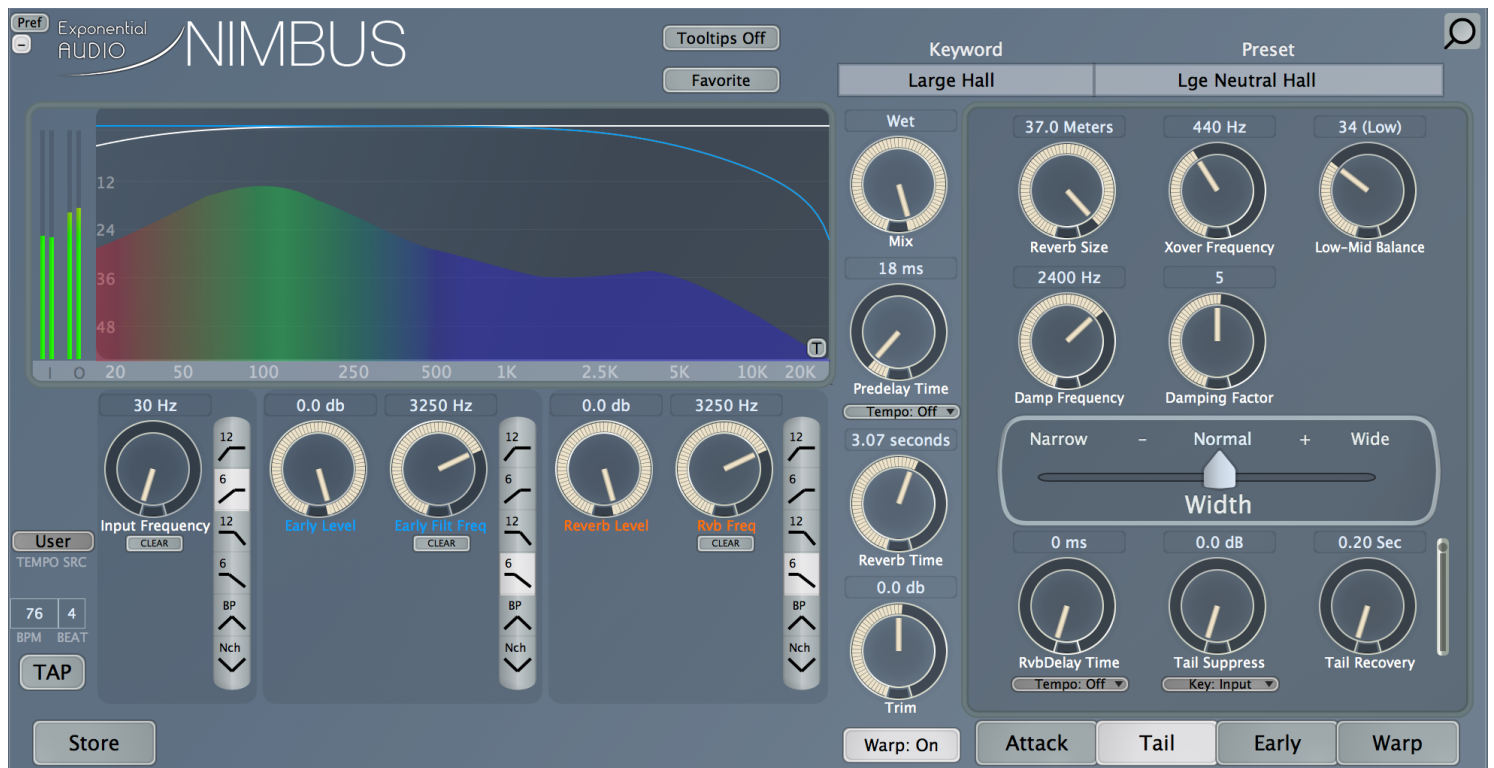 Pref
–
Exponential
AUDIO
NIMBUS
Tooltips Off
Favorite
Keyword
Preset
Large Hall
Lge Neutral Hall
12
24
36
48
T
I O 20 50 100 250 500 1K 2.5K 5K 10K 20K
30 Hz
Input Frequency
CLEAR
12
6
12
6
BP
Nch
0.0 db
Early Level
3250 Hz
Early Filt Freq
CLEAR
12
6
12
6
BP
Nch
0.0 db
Reverb Level
3250 Hz
Rvb Freq
CLEAR
12
6
12
6
BP
Nch
User
TEMPO SRC
76 4
BPM BEAT
TAP
Store
Wet
Mix
18 ms
Predelay Time
Tempo: Off
3.07 seconds
Reverb Time
0.0 db
Trim
Warp: On
37.0 Meters
Reverb Size
440 Hz
Xover Frequency
34 (Low)
Low-Mid Balance
2400 Hz
Damp Frequency
5
Damping Factor
Narrow – Normal + Wide
Width
0 ms
RvbDelay Time
Tempo: Off
0.0 dB
Tail Suppress
Key: Input
0.20 Sec
Tail Recovery
Attack
Tail
Early
Warp